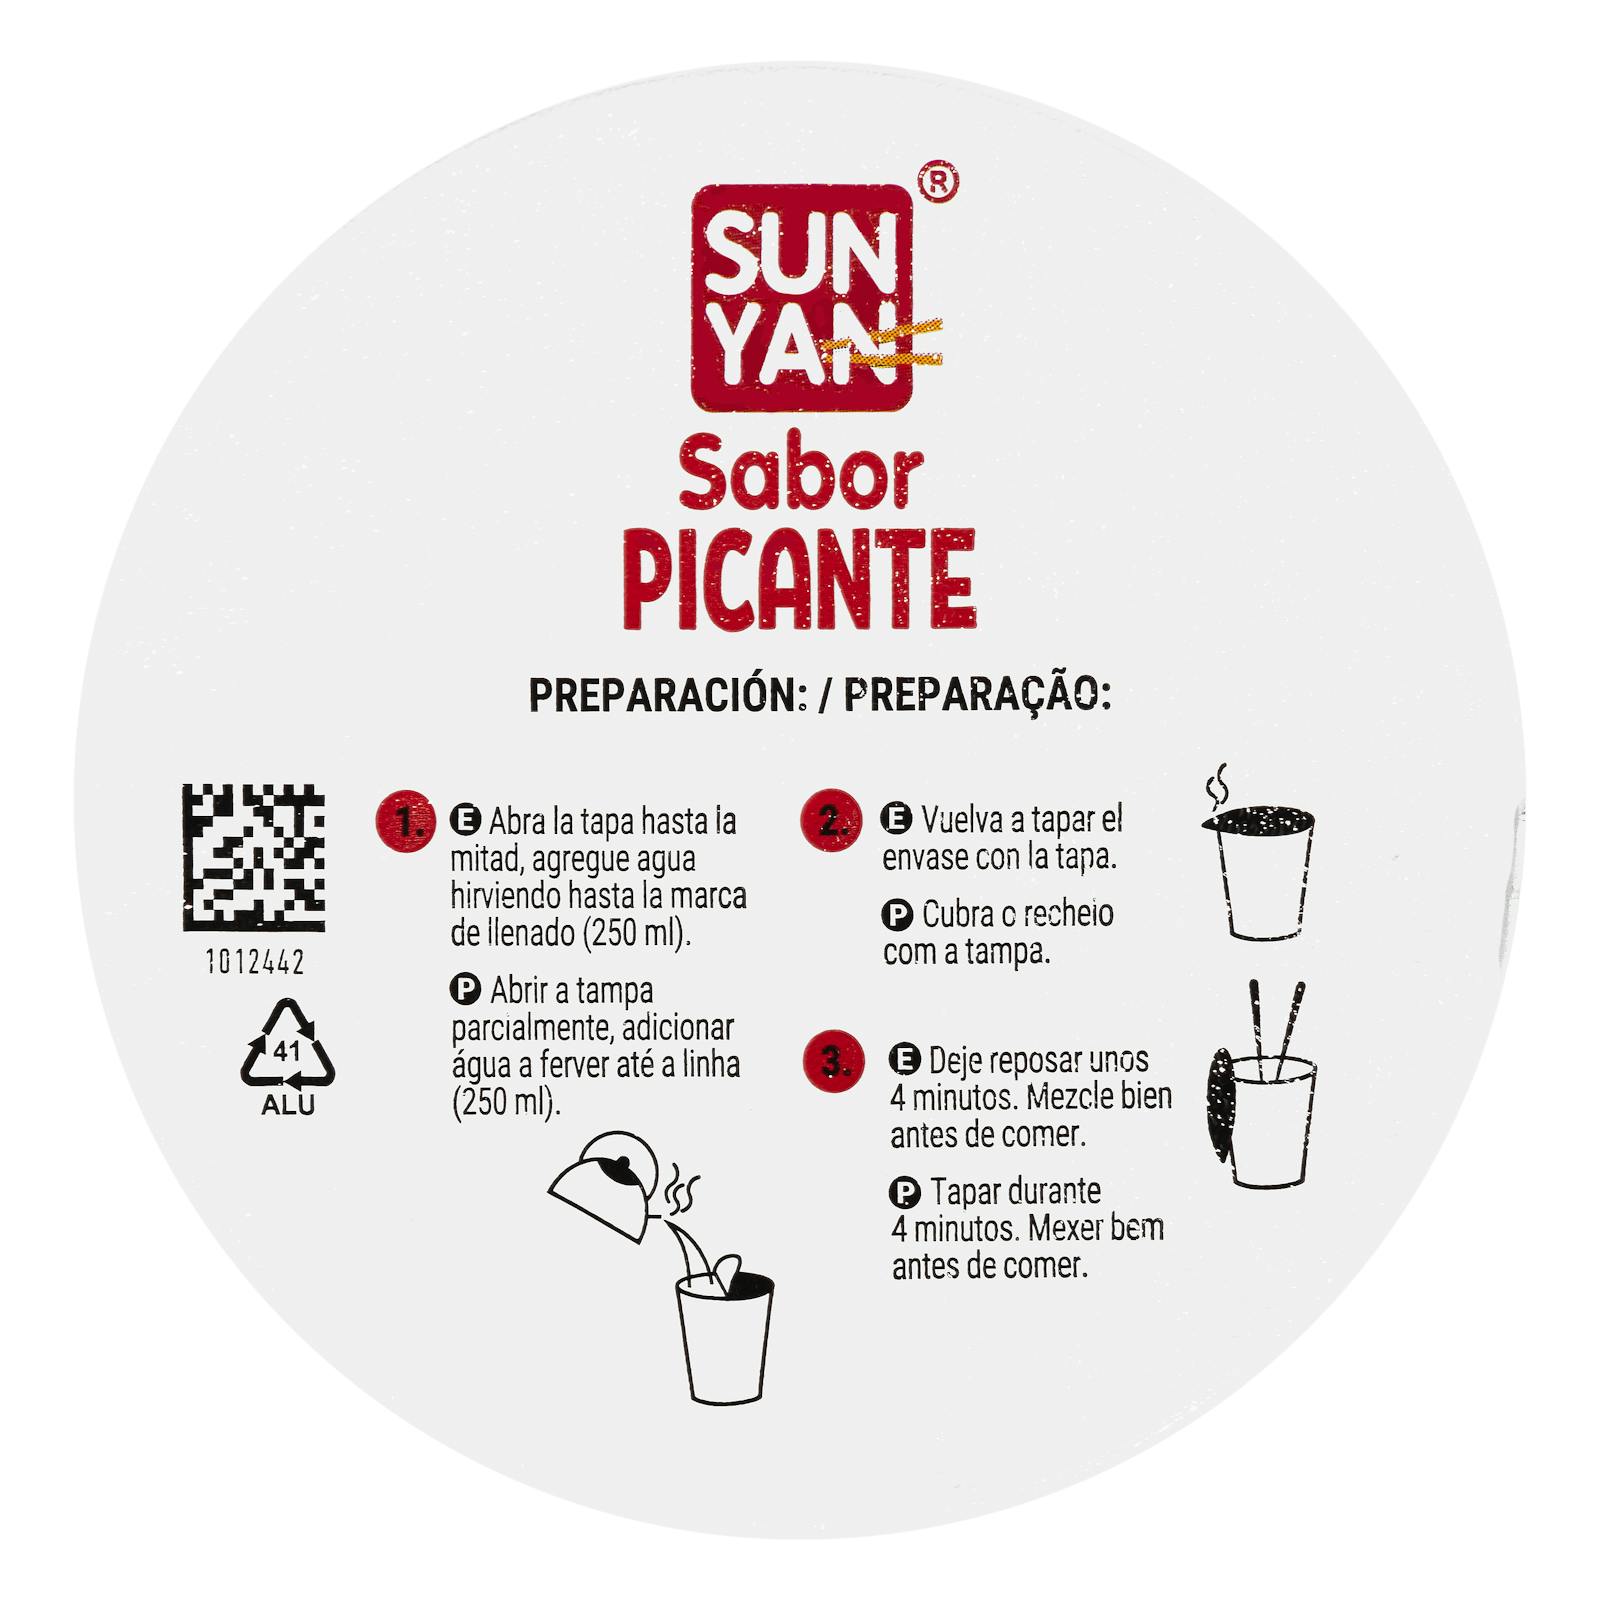 SUN
YAN
®
Sabor
PICANTE
PREPARACIÓN: / PREPARAÇÃO:
1.
E Abra la tapa hasta la
mitad, agregue agua
hirviendo hasta la marca
de llenado (250 ml).
P Abrir a tampa
parcialmente, adicionar
água a ferver até a linha
(250 ml).
2.
E Vuelva a tapar el
envase con la tapa.
P Cubra o recheio
com a tampa.
3.
E Deje reposar unos
4 minutos. Mezcle bien
antes de comer.
P Tapar durante
4 minutos. Mexer bem
antes de comer.
1012442
41
ALU